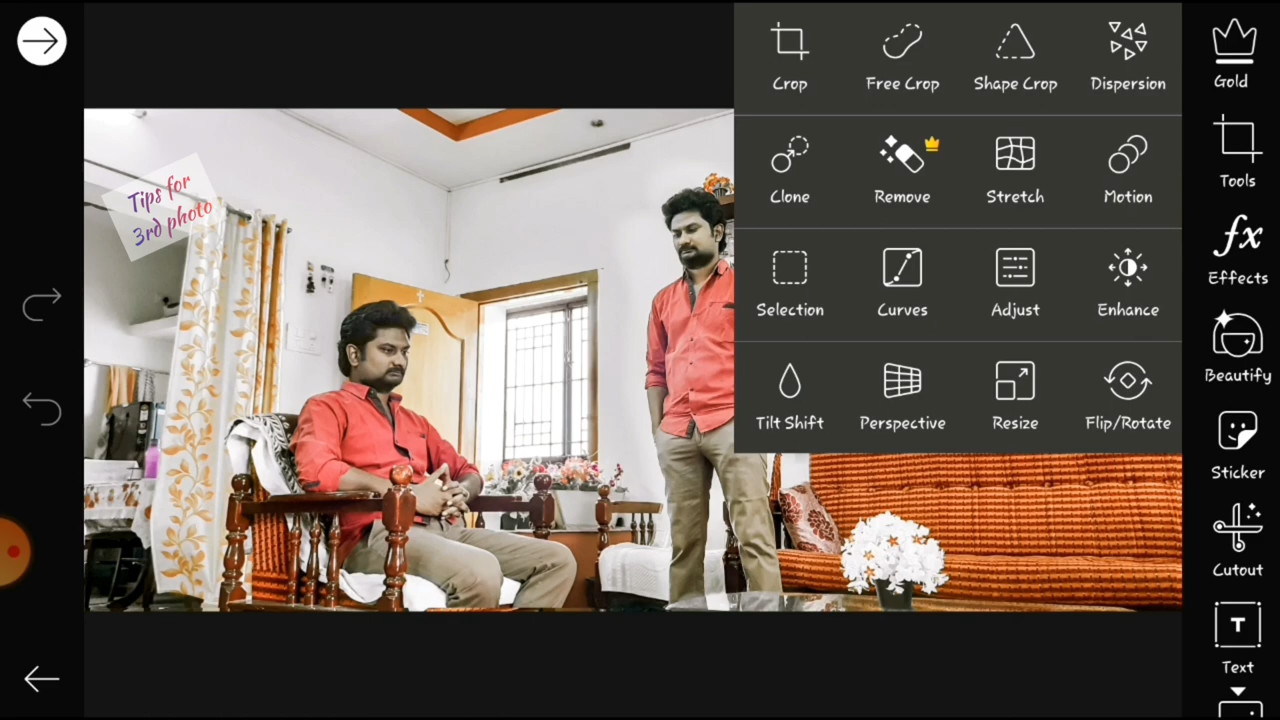 Crop
Free Crop
Shape Crop
Dispersion
Gold
Clone
Remove
Stretch
Motion
Tools
Tips for
3rd photo
Effects
Selection
Curves
Adjust
Enhance
Beautify
Tilt Shift
Perspective
Resize
Flip/Rotate
Sticker
Cutout
T
Text